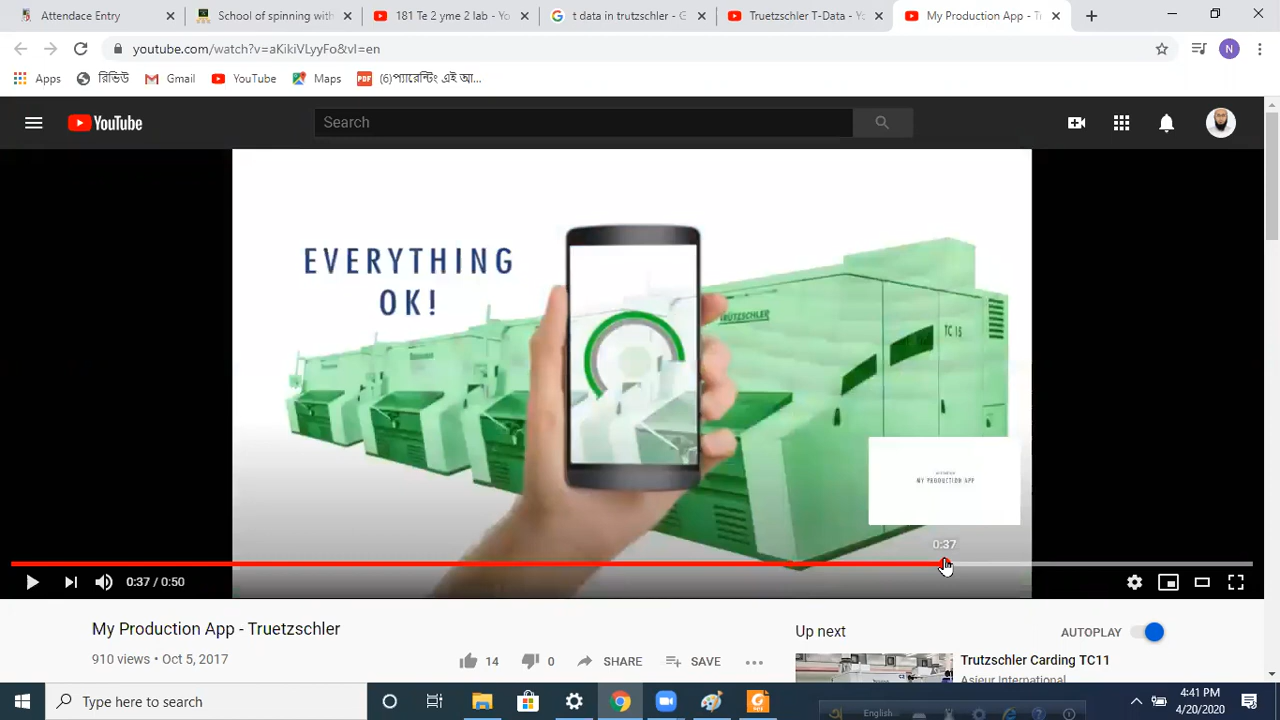 Attendace Entry
School of spinning with
181 Te 2 yme 2 lab - Yo
t data in trutzschler - G
Truetzschler T-Data - Yo
My Production App - Tr
youtube.com/watch?v=aKikiVLyyFo&vl=en
N
Apps
রিভিউ
Gmail
YouTube
Maps
PDF
(6)প্যারেন্টিং এই আ...
YouTube
Search
EVERYTHING
OK!
TRÜTZSCHLER
TC 15
MY PRODUCTION APP
0:37
0:37 / 0:50
My Production App - Truetzschler
910 views • Oct 5, 2017
14
0
SHARE
SAVE
Up next
AUTOPLAY
Trutzschler Carding TC11
Asieur International
Type here to search
English
4:41 PM
4/20/2020